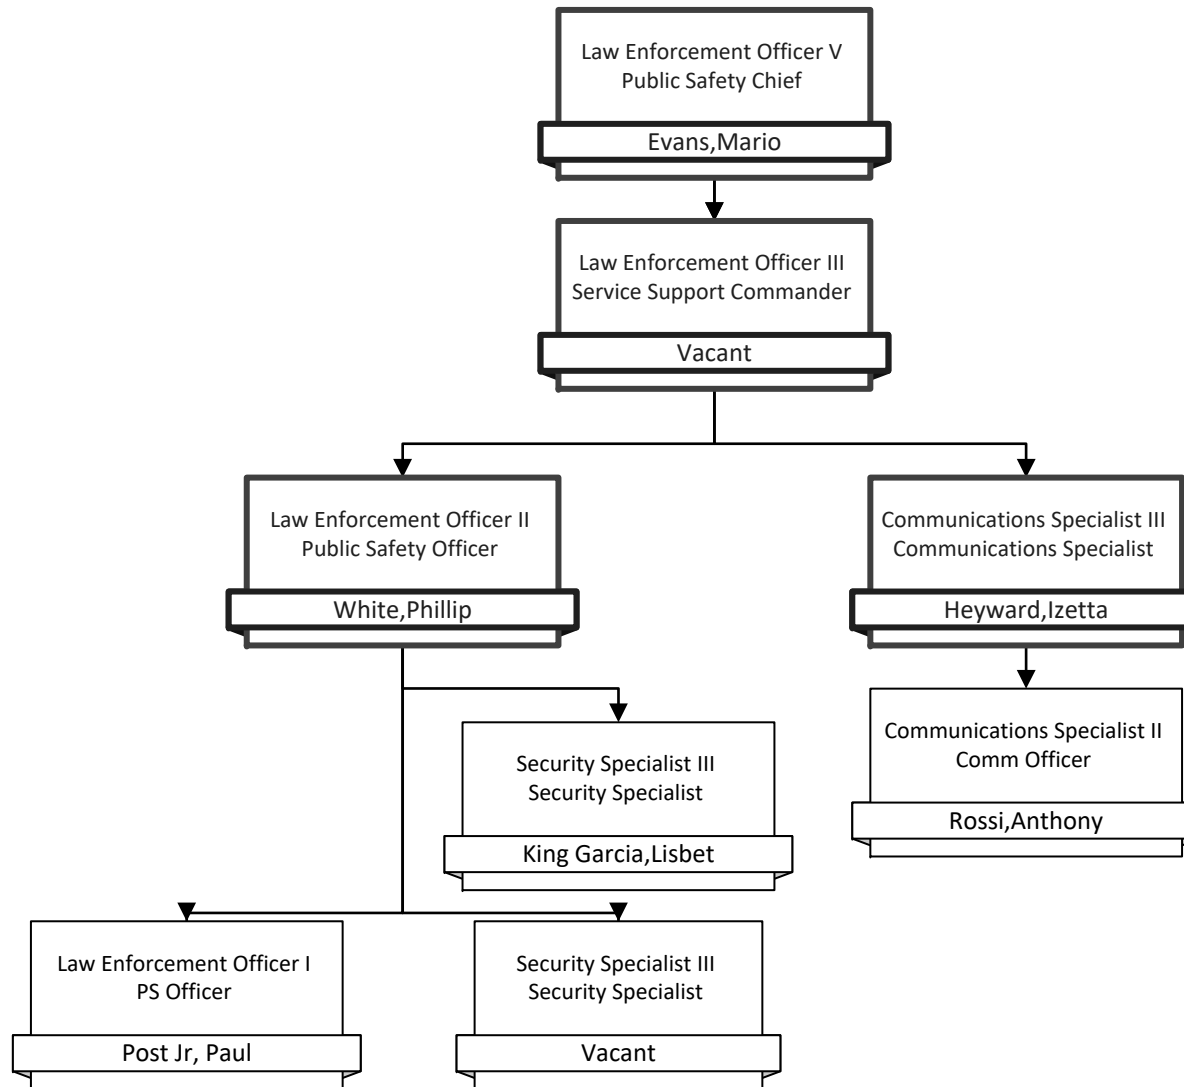 Law Enforcement Officer V
Public Safety Chief
Evans,Mario
Law Enforcement Officer III
Service Support Commander
Vacant
Law Enforcement Officer II
Public Safety Officer
White,Phillip
Communications Specialist III
Communications Specialist
Heyward,Izetta
Security Specialist III
Security Specialist
King Garcia,Lisbet
Communications Specialist II
Comm Officer
Rossi,Anthony
Law Enforcement Officer I
PS Officer
Post Jr, Paul
Security Specialist III
Security Specialist
Vacant